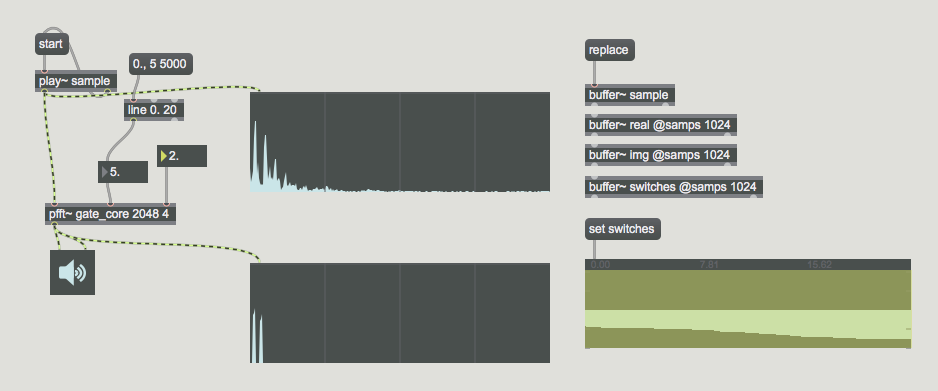 start
0., 5 5000
play~ sample
line 0. 20
5.
2.
pfft~ gate_core 2048 4
replace
buffer~ sample
buffer~ real @samps 1024
buffer~ img @samps 1024
buffer~ switches @samps 1024
set switches
0.00 7.81 15.62